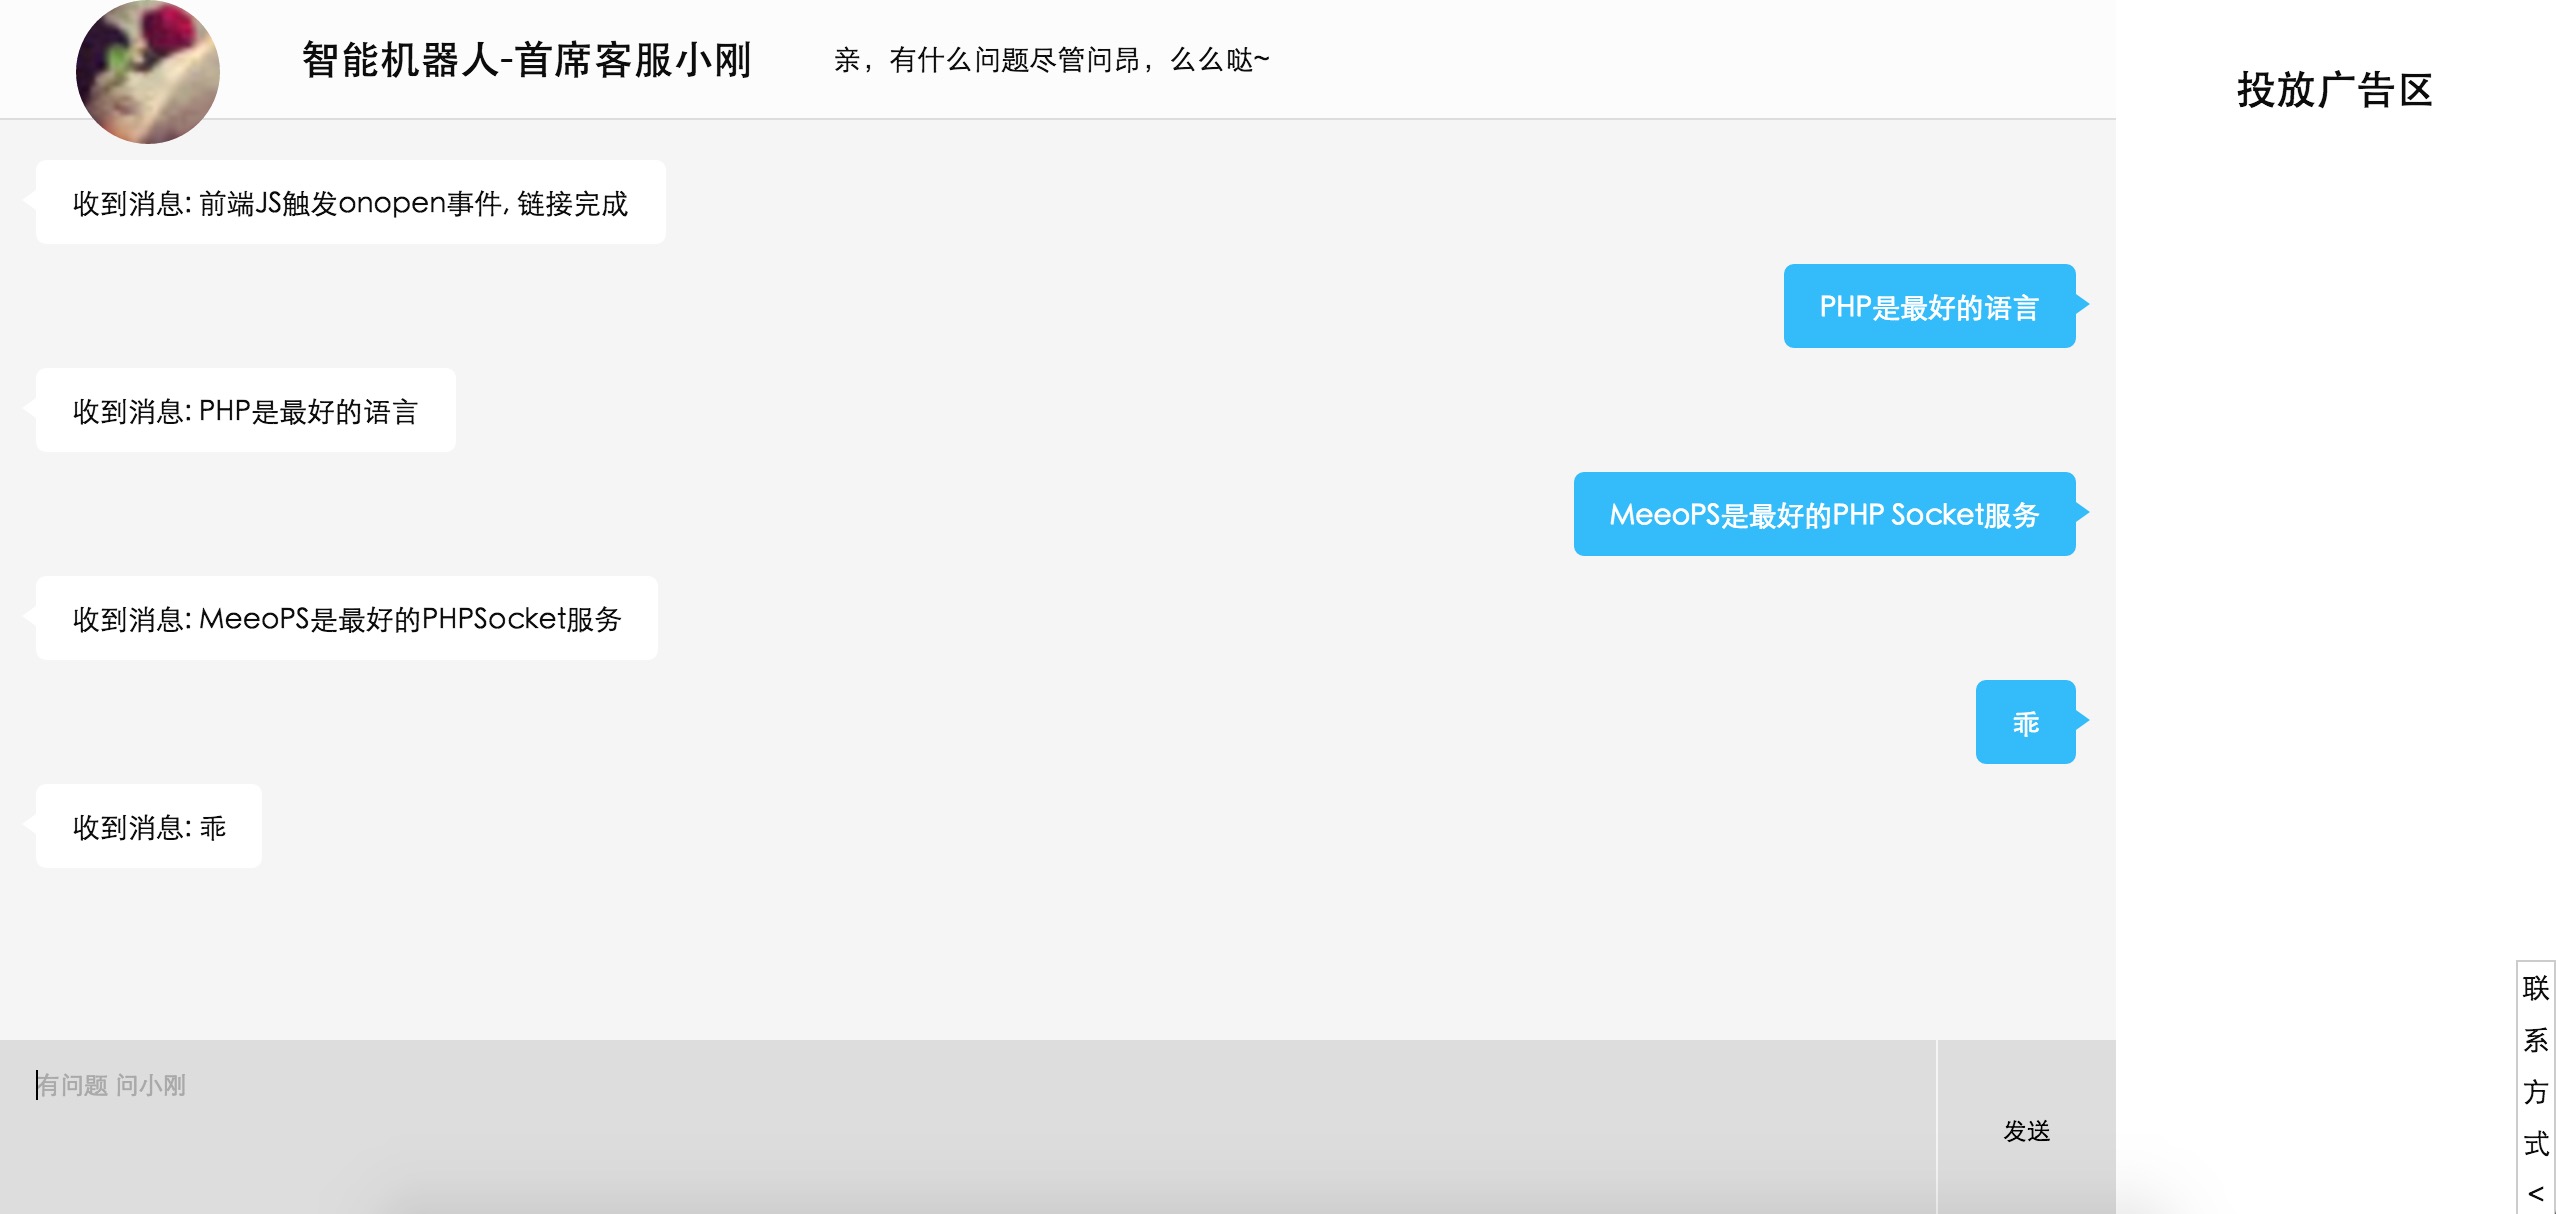 智能机器人-首席客服小刚
亲，有什么问题尽管问昂，么么哒~
投放广告区
收到消息: 前端JS触发onopen事件, 链接完成
PHP是最好的语言
收到消息: PHP是最好的语言
MeeoPS是最好的PHP Socket服务
收到消息: MeeoPS是最好的PHPSocket服务
乖
收到消息: 乖
有问题 问小刚
发送
联
系
方
式
<